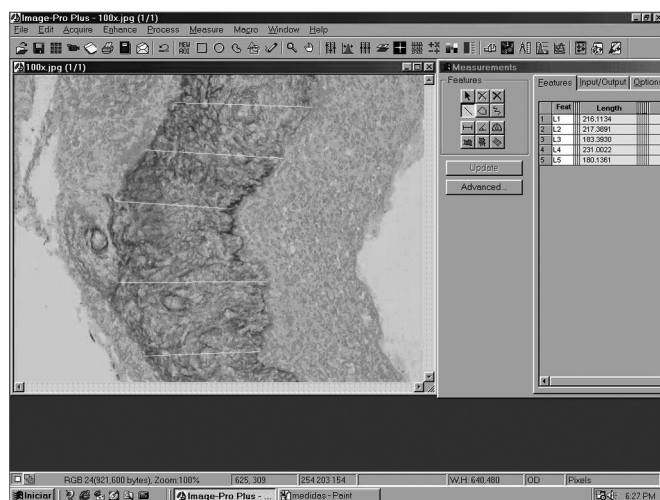 Image-Pro Plus - 100x.jpg (1/1)
File Edit Acquire Enhance Process Measure Macro Window Help
100x.jpg (1/1)
Measurements
Features
Update
Advanced...
Features Input/Output Options
Feat Length
1 L1 216.1134
2 L2 217.3891
3 L3 183.3930
4 L4 231.0022
5 L5 180.1361
RGB 24(921,600 bytes), Zoom:100% 625, 309 254 203 154 W,H: 640,480 OD Pixels
Iniciar Image-Pro Plus - ... medidas - Paint 6:27 PM